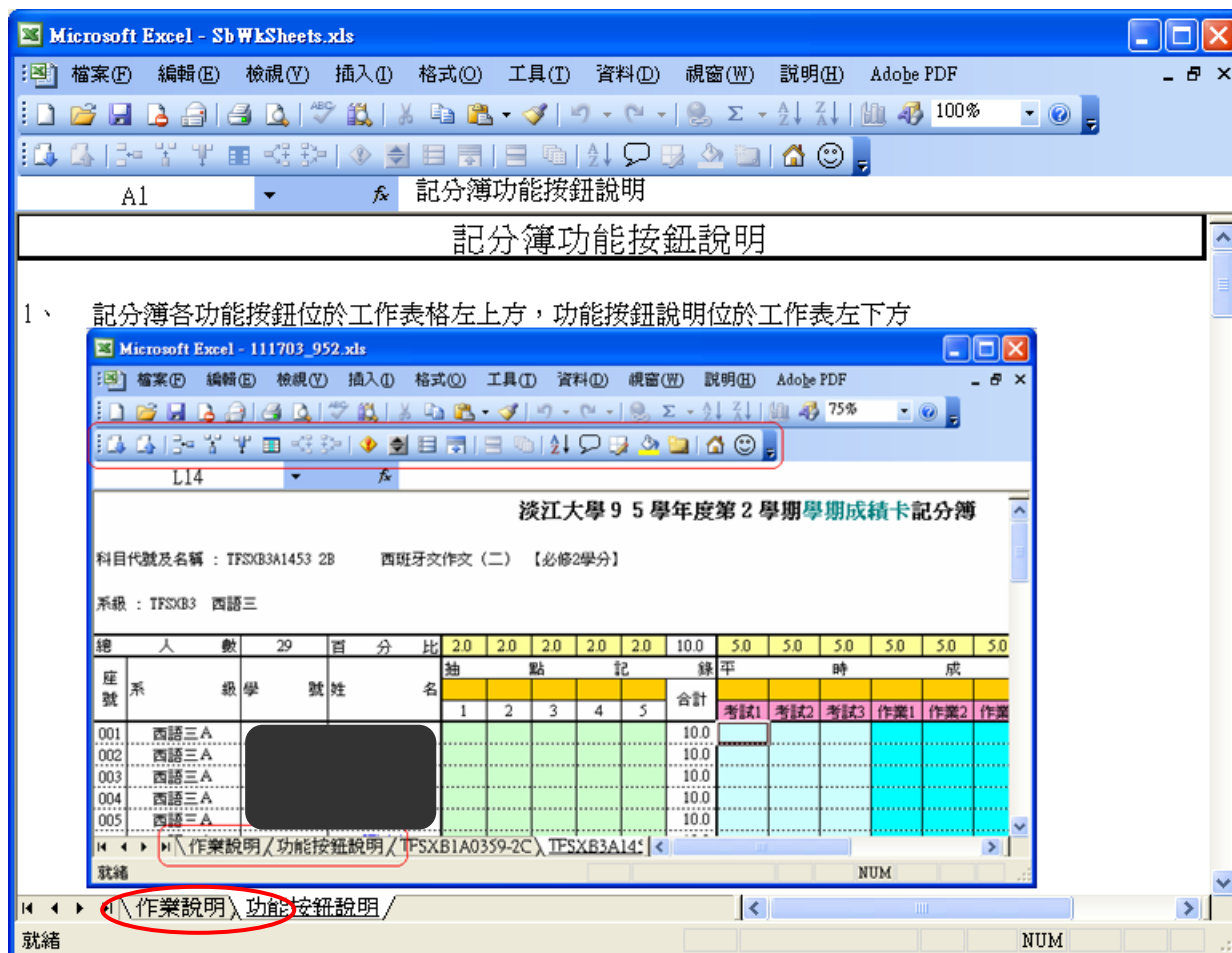 Microsoft Excel - SbWkSheets.xls
檔案(F) 編輯(E) 檢視(V) 插入(I) 格式(O) 工具(T) 資料(D) 視窗(W) 說明(H) Adobe PDF
100%
A1 fx 記分簿功能按鈕說明
記分簿功能按鈕說明
1、 記分簿各功能按鈕位於工作表格左上方，功能按鈕說明位於工作表左下方
Microsoft Excel - 111703_952.xls
檔案(F) 編輯(E) 檢視(V) 插入(I) 格式(O) 工具(T) 資料(D) 視窗(W) 說明(H) Adobe PDF
75%
L14 fx
淡江大學９５學年度第２學期學期成績卡記分簿
科目代號及名稱 : TFSXB3A1453 2B 西班牙文作文（二） 【必修2學分】
系級 : TFSXB3 西語三
總人數 29 百分比 2.0 2.0 2.0 2.0 2.0 10.0 5.0 5.0 5.0 5.0 5.0 5.0
座號 系級 學號 姓名 抽點記錄 平時成
1 2 3 4 5 合計 考試1 考試2 考試3 作業1 作業2 作業
001 西語三A 10.0
002 西語三A 10.0
003 西語三A 10.0
004 西語三A 10.0
005 西語三A 10.0
作業說明 功能按鈕說明 TFSXB1A0359-2C TFSXB3A145
就緒 NUM
作業說明 功能按鈕說明
就緒 NUM